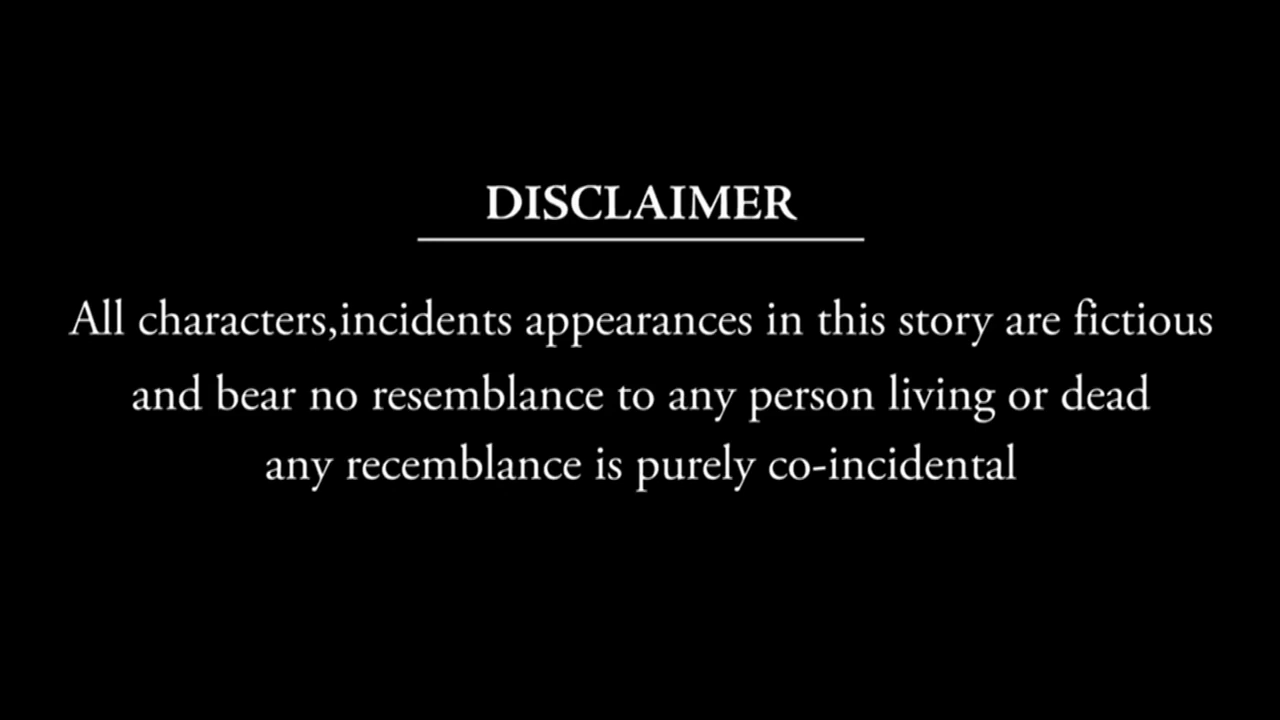 DISCLAIMER
All characters,incidents appearances in this story are fictious
and bear no resemblance to any person living or dead
any recemblance is purely co-incidental